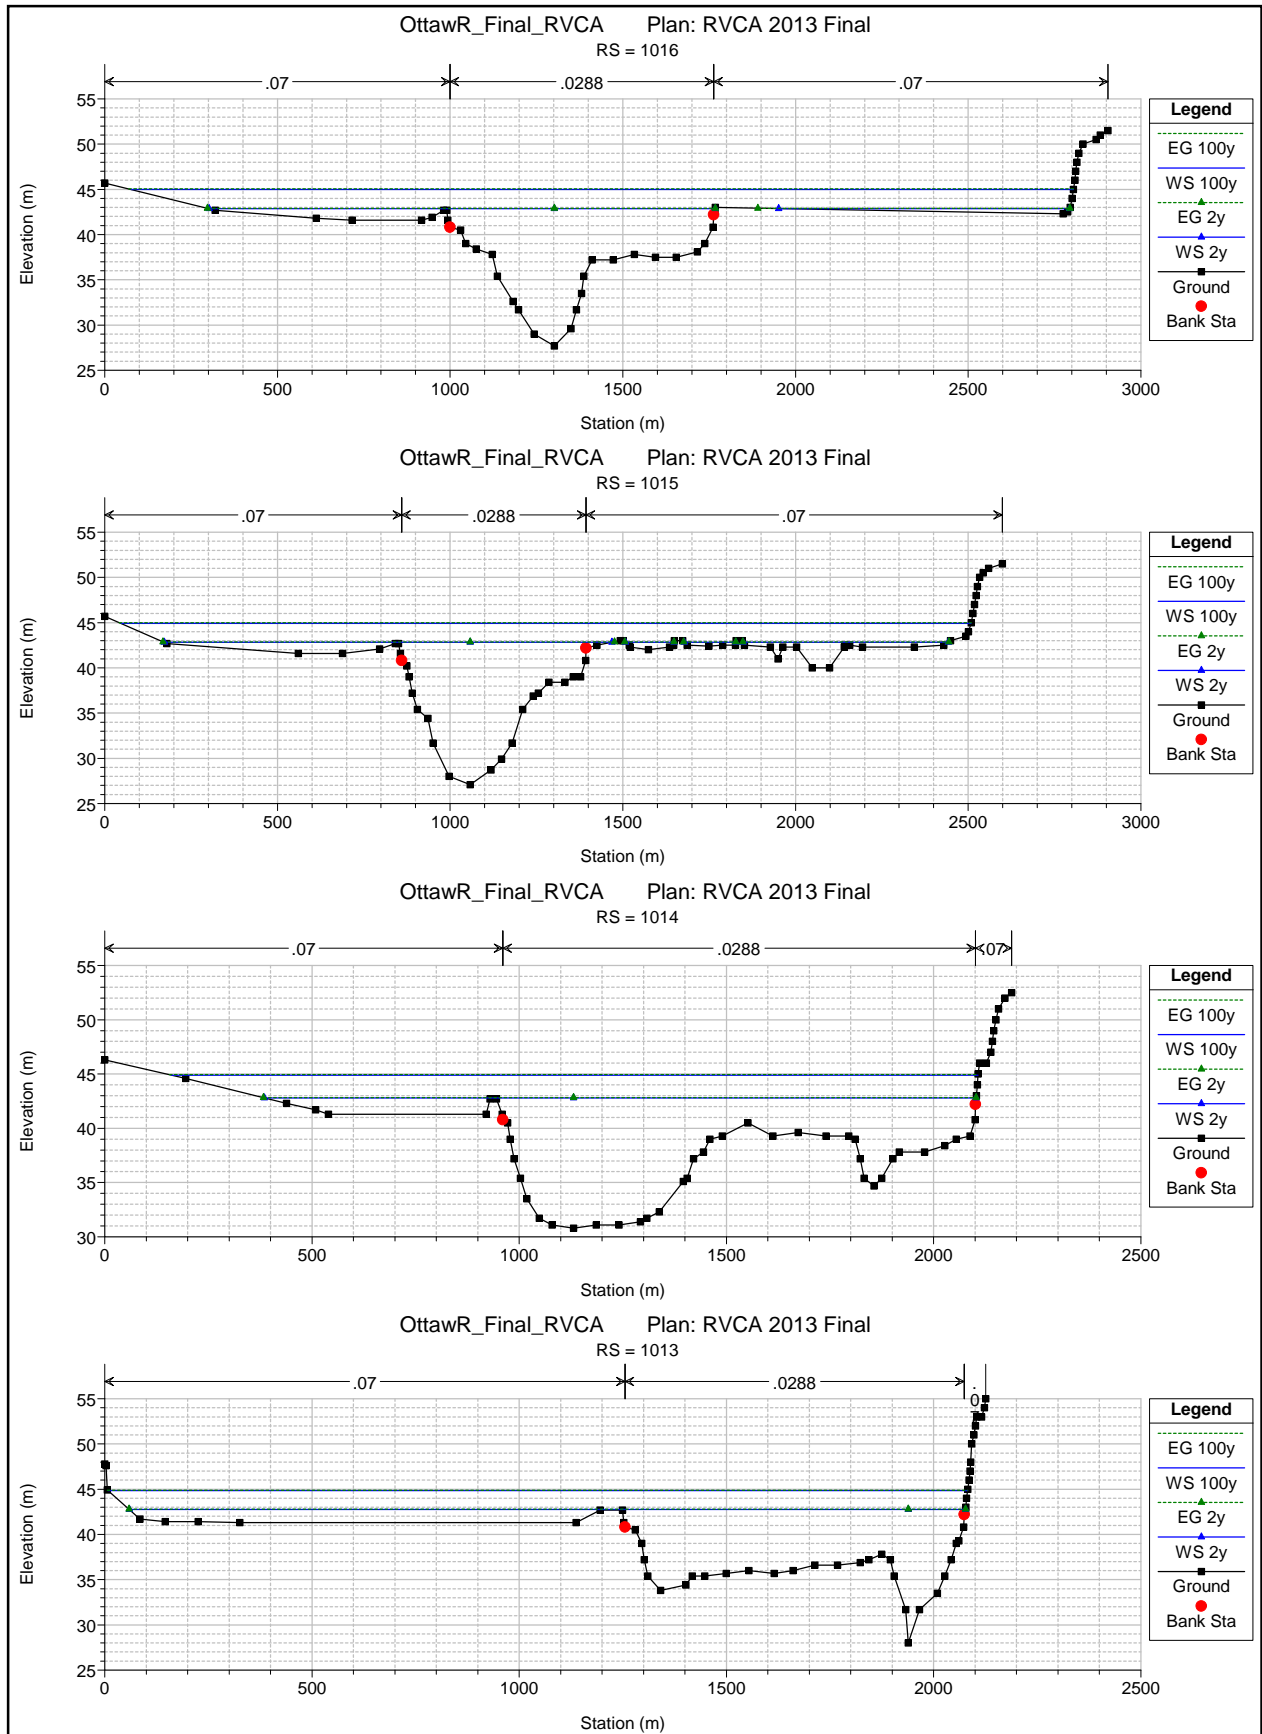 OttawR_Final_RVCA Plan: RVCA 2013 Final
RS = 1016
.07 .0288 .07
55
50
45
40
35
30
25
Elevation (m)
0 500 1000 1500 2000 2500 3000
Station (m)
Legend
EG 100y
WS 100y
EG 2y
WS 2y
Ground
Bank Sta
OttawR_Final_RVCA Plan: RVCA 2013 Final
RS = 1015
.07 .0288 .07
55
50
45
40
35
30
25
Elevation (m)
0 500 1000 1500 2000 2500 3000
Station (m)
Legend
EG 100y
WS 100y
EG 2y
WS 2y
Ground
Bank Sta
OttawR_Final_RVCA Plan: RVCA 2013 Final
RS = 1014
.07 .0288 .07
55
50
45
40
35
30
Elevation (m)
0 500 1000 1500 2000 2500
Station (m)
Legend
EG 100y
WS 100y
EG 2y
WS 2y
Ground
Bank Sta
OttawR_Final_RVCA Plan: RVCA 2013 Final
RS = 1013
.07 .0288
55
50
45
40
35
30
25
Elevation (m)
0 500 1000 1500 2000 2500
Station (m)
Legend
EG 100y
WS 100y
EG 2y
WS 2y
Ground
Bank Sta